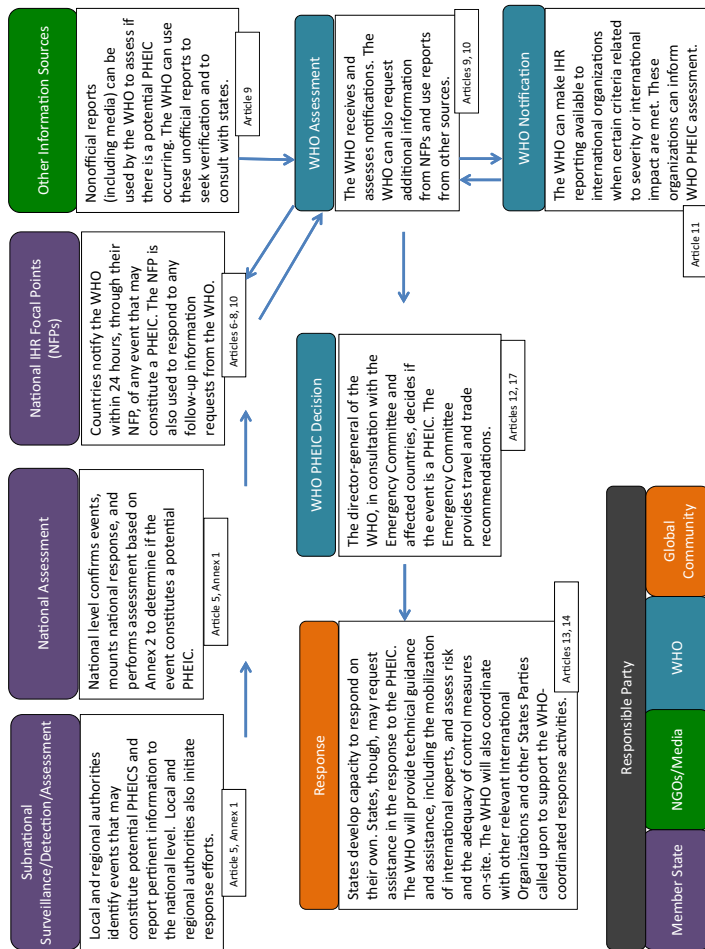 Subnational
Surveillance/Detection/Assessment
Local and regional authorities
identify events that may
constitute potential PHEICS and
report pertinent information to
the national level.  Local and
regional authorities also initiate
response efforts.
Article 5, Annex 1
National Assessment
National level confirms events,
mounts national response, and
performs assessment based on
Annex 2 to determine if the
event constitutes a potential
PHEIC.
Article 5, Annex 1
National IHR Focal Points
(NFPs)
Countries notify the WHO
within 24 hours, through their
NFP, of any event that may
constitute a PHEIC. The NFP is
also used to respond to any
follow-up information
requests from the WHO.
Articles 6-8, 10
Other Information Sources
Nonofficial reports
(including media) can be
used by the WHO to assess if
there is a potential PHEIC
occurring. The WHO can use
these unofficial reports to
seek verification and to
consult with states.
Article 9
Response
States develop capacity to respond on
their own. States, though, may request
assistance in the response to the PHEIC.
The WHO will provide technical guidance
and assistance, including the mobilization
of international experts, and assess risk
and the adequacy of control measures
on-site. The WHO will also coordinate
with other relevant International
Organizations and other States Parties
called upon to support the WHO-
coordinated response activities.
Articles 13, 14
WHO PHEIC Decision
The director-general of the
WHO, in consultation with the
Emergency Committee and
affected countries, decides if
the event is a PHEIC. The
Emergency Committee
provides travel and trade
recommendations.
Articles 12, 17
WHO Assessment
The WHO receives and
assesses notifications. The
WHO can also request
additional information
from NFPs and use reports
from other sources.
Articles 9, 10
WHO Notification
The WHO can make IHR
reporting available to
international organizations
when certain criteria related
to severity or international
impact are met. These
organizations can inform
WHO PHEIC assessment.
Article 11
Responsible Party
Member State
NGOs/Media
WHO
Global
Community